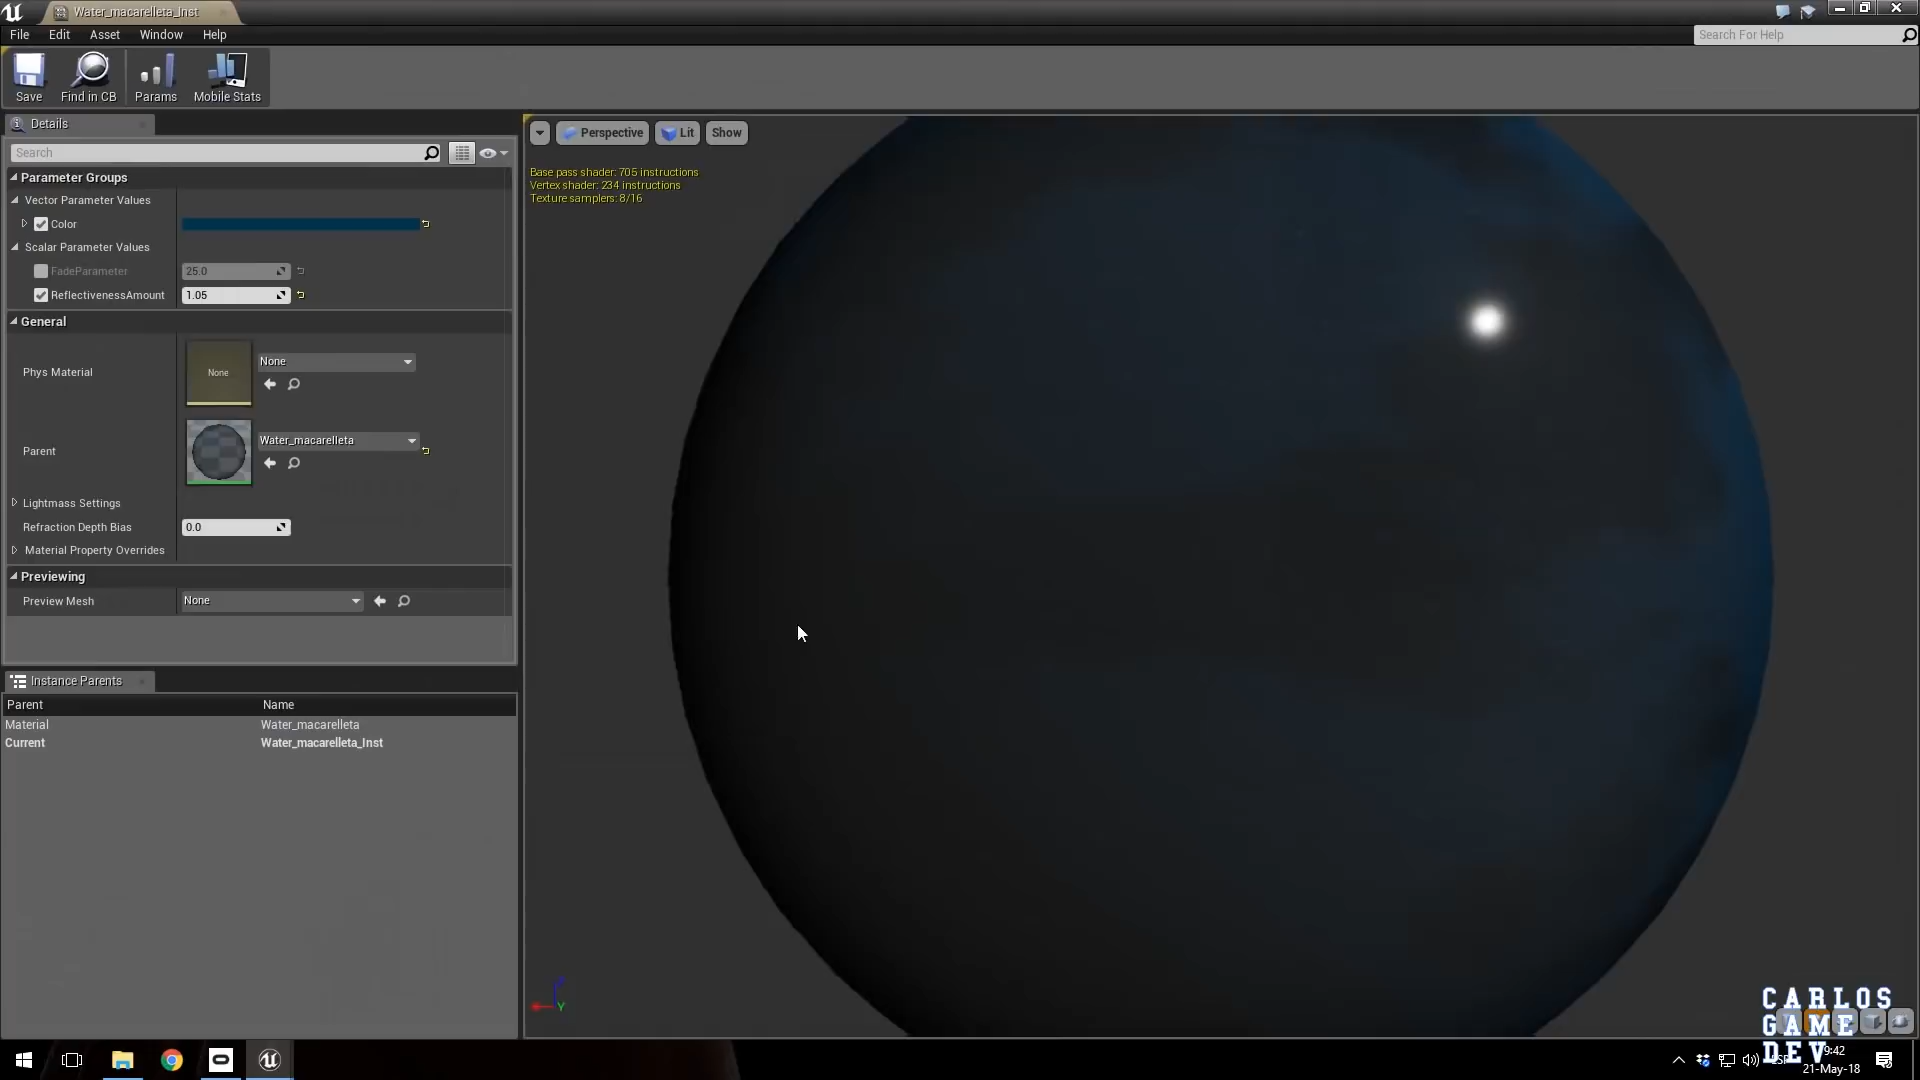 Water_macarelleta_Inst
File Edit Asset Window Help
Search For Help
Save Find in CB Params Mobile Stats
Details
Search
Parameter Groups
Vector Parameter Values
Color
Scalar Parameter Values
FadeParameter 25.0
ReflectivenessAmount 1.05
General
Phys Material None None
Parent Water_macarelleta
Lightmass Settings
Refraction Depth Bias 0.0
Material Property Overrides
Previewing
Preview Mesh None
Instance Parents
Parent Name
Material Water_macarelleta
Current Water_macarelleta_Inst
Perspective Lit Show
Base pass shader: 705 instructions
Vertex shader: 234 instructions
Texture samplers: 8/16
Y
CARLOS
GAME
DEV
9:42
21-May-18